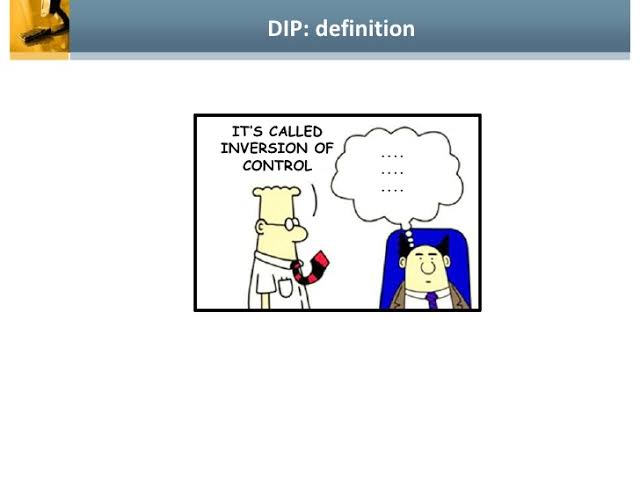 DIP: definition
IT'S CALLED
INVERSION OF
CONTROL
....
....
....